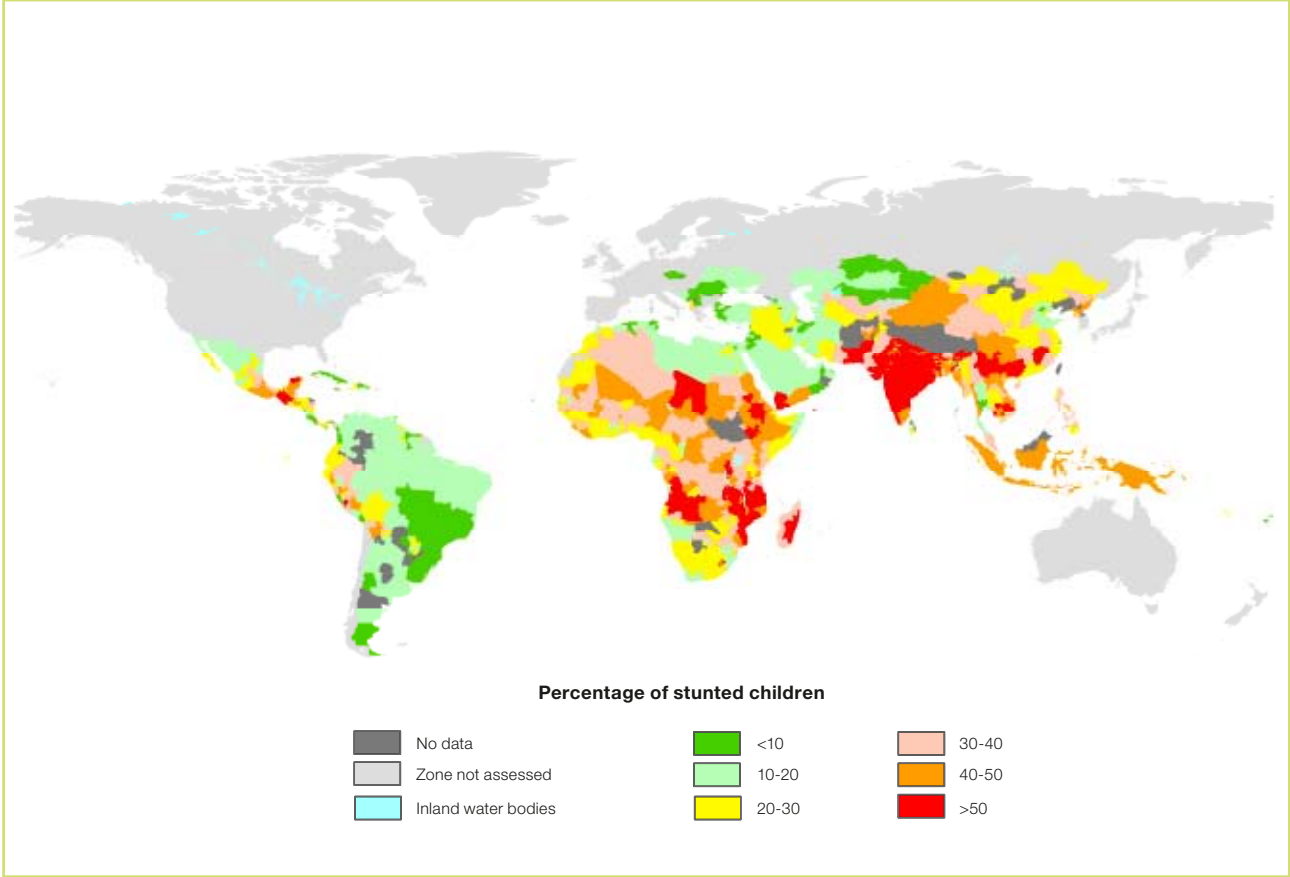 Percentage of stunted children
No data
Zone not assessed
Inland water bodies
<10
10-20
20-30
30-40
40-50
>50